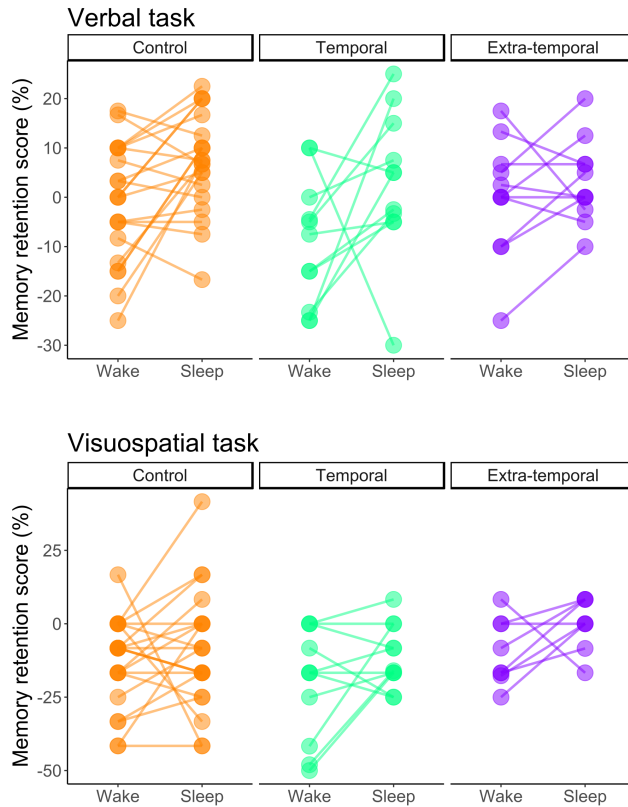 Verbal task
Control Temporal Extra-temporal
Memory retention score (%)
20
10
0
-10
-20
-30
Wake Sleep Wake Sleep Wake Sleep
Visuospatial task
Control Temporal Extra-temporal
Memory retention score (%)
25
0
-25
-50
Wake Sleep Wake Sleep Wake Sleep